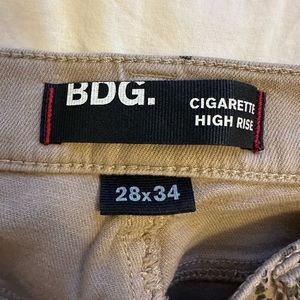 BDG.
CIGARETTE
HIGH RISE
28x34